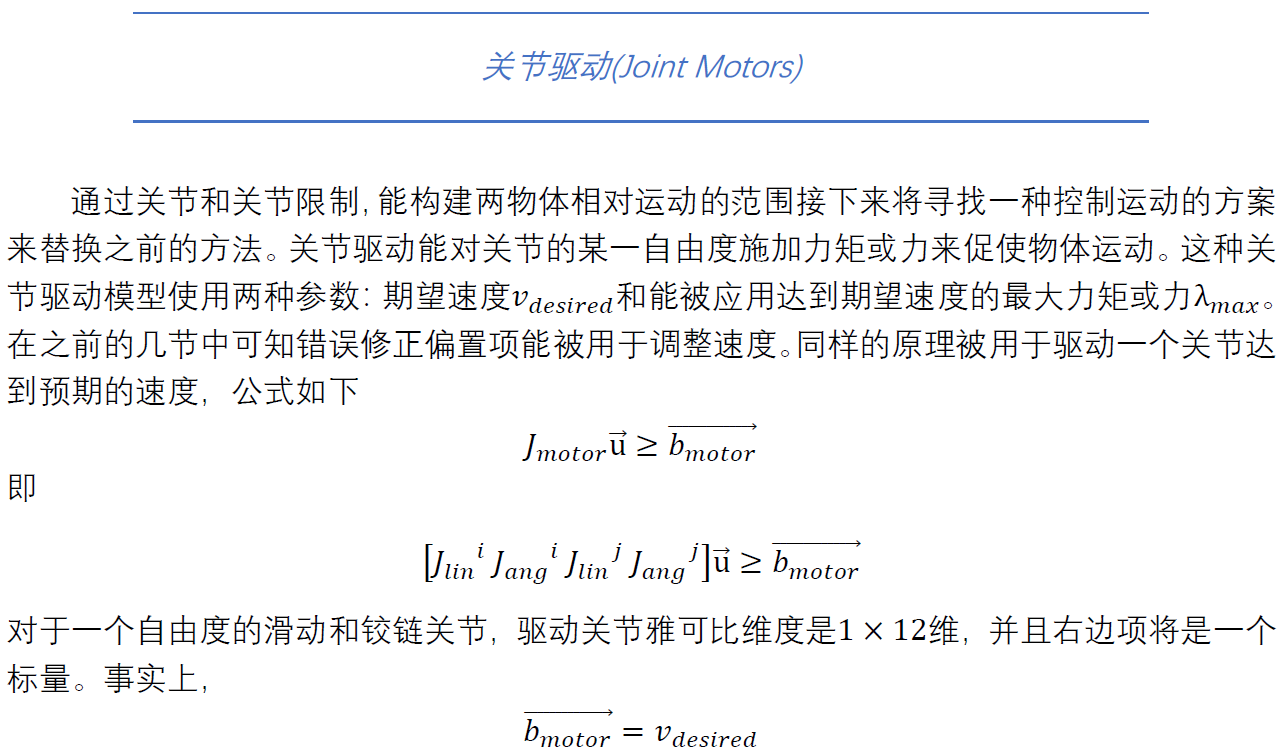 关节驱动(Joint Motors)
通过关节和关节限制,能构建两物体相对运动的范围接下来将寻找一种控制运动的方案
来替换之前的方法。关节驱动能对关节的某一自由度施加力矩或力来促使物体运动。这种关
节驱动模型使用两种参数：期望速度$v_{desired}$和能被应用达到期望速度的最大力矩或力$\lambda_{max}$。
在之前的几节中可知错误修正偏置项能被用于调整速度。同样的原理被用于驱动一个关节达
到预期的速度，公式如下
$J_{motor}\vec{u} \geq \overrightarrow{b_{motor}}$
即
$[{J_{lin}}^{i}\ {J_{ang}}^{i}\ {J_{lin}}^{j}\ {J_{ang}}^{j}]\vec{u} \geq \overrightarrow{b_{motor}}$
对于一个自由度的滑动和铰链关节，驱动关节雅可比维度是$1 \times 12$维，并且右边项将是一个
标量。事实上，
$\overrightarrow{b_{motor}} = v_{desired}$